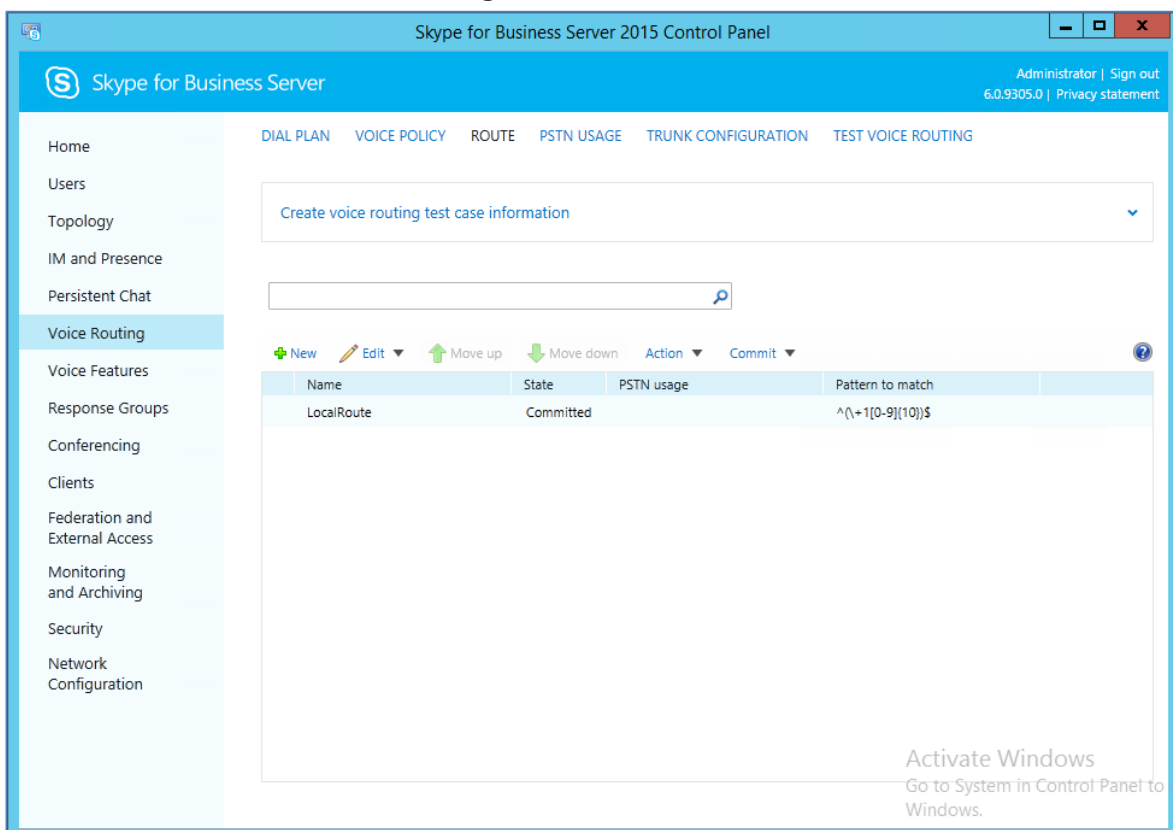 Skype for Business Server 2015 Control Panel
Skype for Business Server
Administrator | Sign out
6.0.9305.0 | Privacy statement
Home
Users
Topology
IM and Presence
Persistent Chat
Voice Routing
Voice Features
Response Groups
Conferencing
Clients
Federation and
External Access
Monitoring
and Archiving
Security
Network
Configuration
DIAL PLAN VOICE POLICY ROUTE PSTN USAGE TRUNK CONFIGURATION TEST VOICE ROUTING
Create voice routing test case information
New Edit Move up Move down Action Commit
Name State PSTN usage Pattern to match
LocalRoute Committed ^(\+1[0-9]{10})$
Activate Windows
Go to System in Control Panel to
Windows.